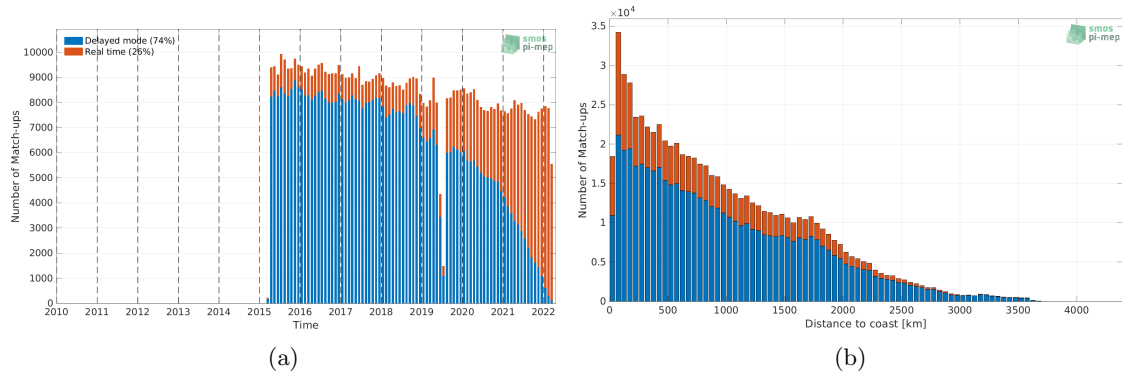 Delayed mode (74%)
Real time (26%)
smos
pi-mep
Number of Match-ups
10000
9000
8000
7000
6000
5000
4000
3000
2000
1000
0
2010 2011 2012 2013 2014 2015 2016 2017 2018 2019 2020 2021 2022
Time
(a)
×10⁴
smos
pi-mep
Number of Match-ups
3.5
3
2.5
2
1.5
1
0.5
0
0 500 1000 1500 2000 2500 3000 3500 4000
Distance to coast [km]
(b)